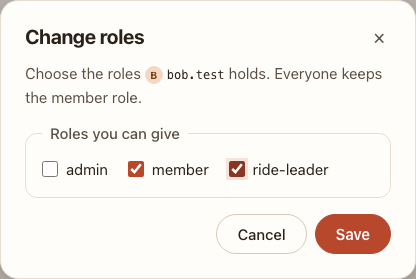 Change roles
×
Choose the roles B bob.test holds. Everyone keeps
the member role.
Roles you can give
admin member ride-leader
Cancel Save